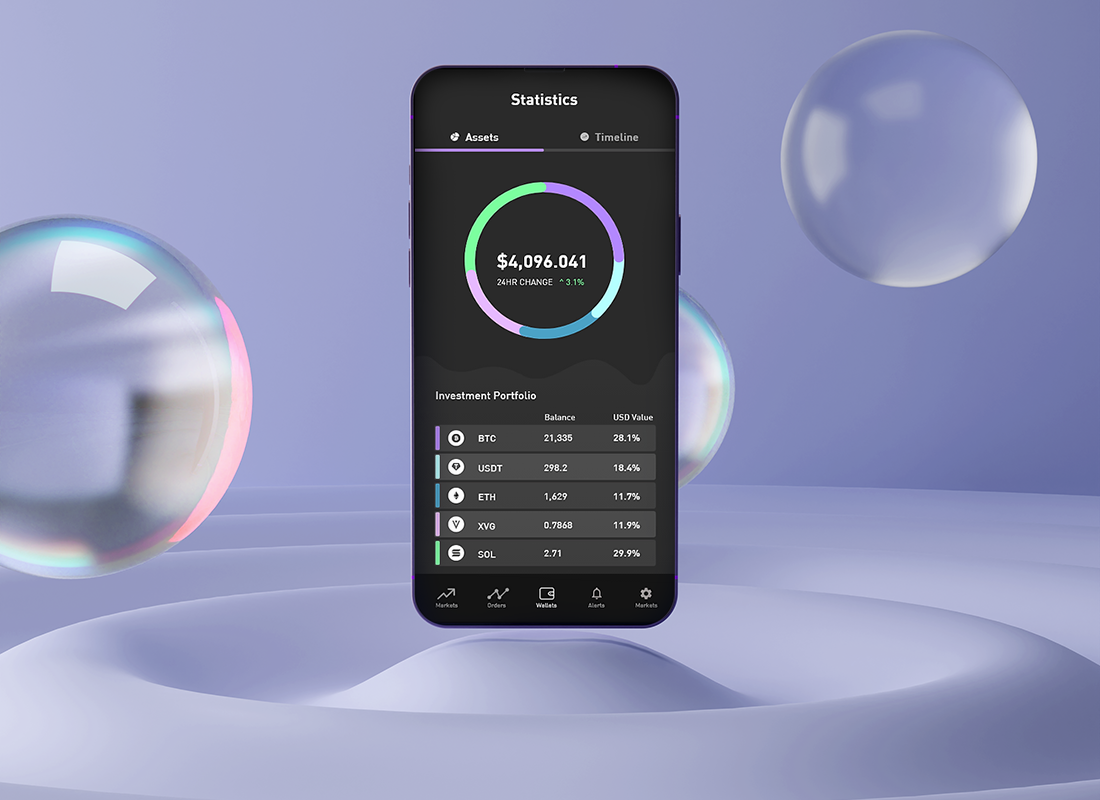 Statistics
Assets Timeline
$4,096.041
24HR CHANGE ^ 3.1%
Investment Portfolio
Balance USD Value
BTC 21,335 28.1%
USDT 298.2 18.4%
ETH 1,629 11.7%
XVG 0.7868 11.9%
SOL 2.71 29.9%
Markets Orders Wallets Alerts Markets